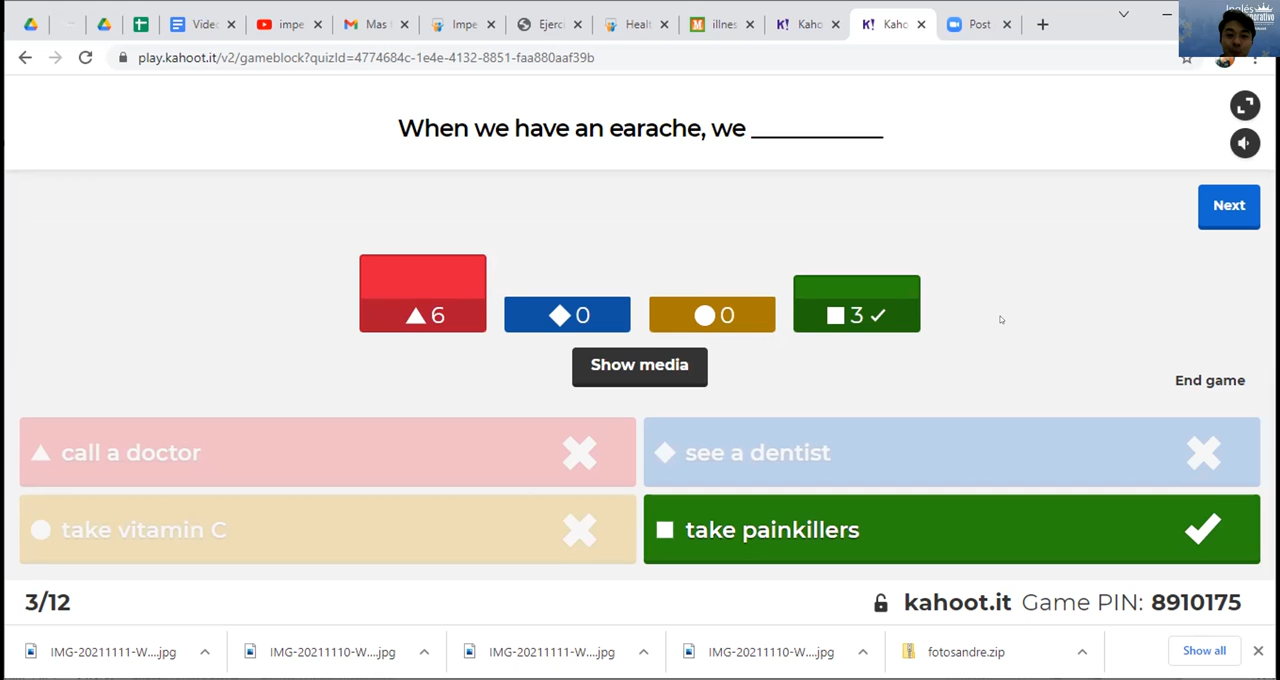 Videc
impe
Mas
Impe
Ejerci
Healt
illnes
Kaho
Kaho
Post
play.kahoot.it/v2/gameblock?quizId=4774684c-1e4e-4132-8851-faa880aaf39b
Inglés
When we have an earache, we ___________
Next
6
0
0
3
Show media
End game
call a doctor
see a dentist
take vitamin C
take painkillers
3/12
kahoot.it Game PIN: 8910175
IMG-20211111-W....jpg
IMG-20211110-W....jpg
IMG-20211111-W....jpg
IMG-20211110-W....jpg
fotosandre.zip
Show all